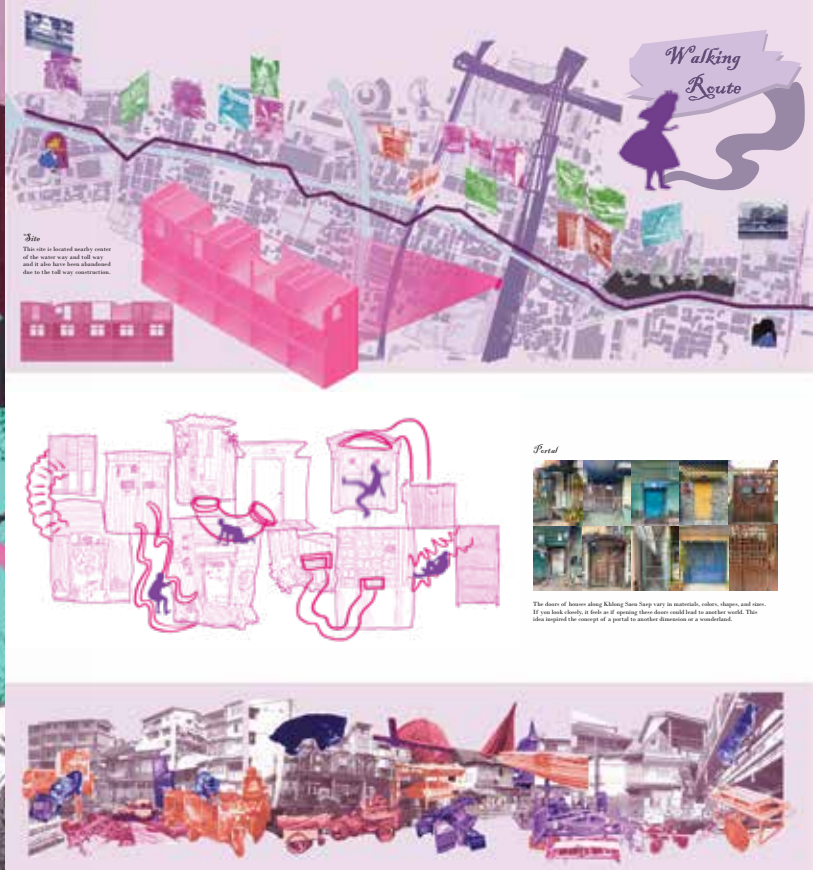 Walking
Route
Site
This site is located nearby center
of the water way and toll way
and it also have been abandoned
due to the toll way construction.
Portal
The doors of houses along Khlong Saen Saep vary in materials, colors, shapes, and sizes.
If you look closely, it feels as if opening these doors could lead to another world. This
idea inspired the concept of a portal to another dimension or a wonderland.